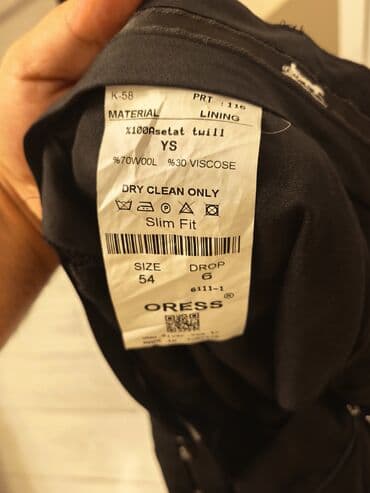 K-58 PRT : 116
MATERIAL LINING
%100Asetat twill
YS
%70WOOL %30 VISCOSE
DRY CLEAN ONLY
Slim Fit
SIZE DROP
54 6
6111-1
ORESS®